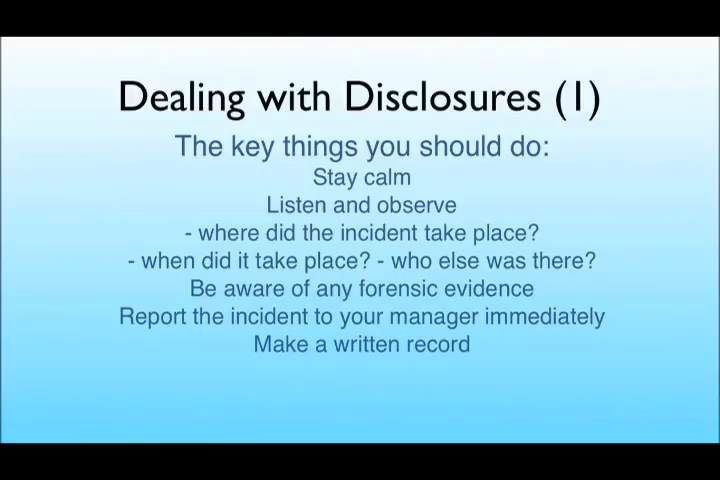 Dealing with Disclosures (1)
The key things you should do:
Stay calm
Listen and observe
- where did the incident take place?
- when did it take place? - who else was there?
Be aware of any forensic evidence
Report the incident to your manager immediately
Make a written record